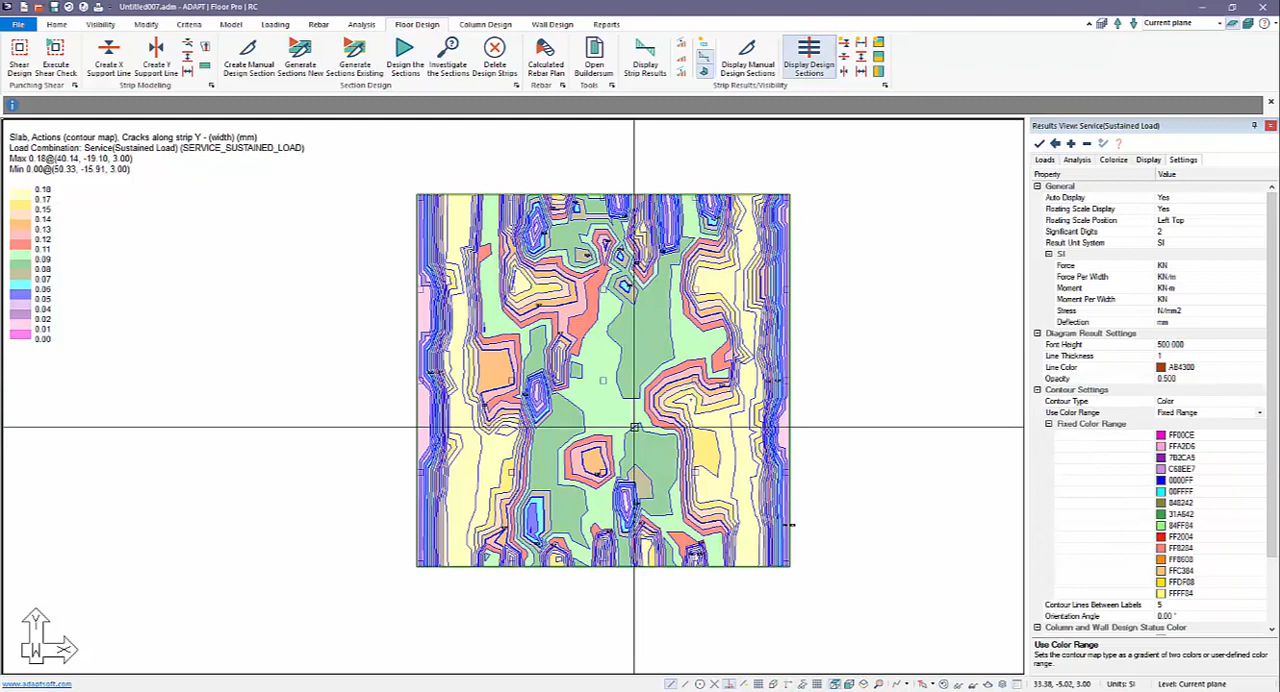 Untitled007.adm - ADAPT | Floor Pro | RC
File Home Visibility Modify Criteria Model Loading Rebar Analysis Floor Design Column Design Wall Design Reports
Current plane
Shear Design
Execute Shear Check
Create X Support Line
Create Y Support Line
Create Manual Design Section
Generate Sections New
Generate Sections Existing
Design the Sections
Investigate the Sections
Delete Design Strips
Calculated Rebar Plan
Open Buildersum
Display Strip Results
Display Manual Design Sections
Display Design Sections
Punching Shear
Strip Modeling
Section Design
Rebar
Tools
Strip Results/Visibility
Slab, Actions (contour map), Cracks along strip Y - (width) (mm)
Load Combination: Service(Sustained Load) (SERVICE_SUSTAINED_LOAD)
Max 0.18@(40.14, -19.10, 3.00)
Min 0.00@(50.33, -15.91, 3.00)
0.18
0.17
0.15
0.14
0.13
0.12
0.11
0.09
0.08
0.07
0.06
0.05
0.04
0.03
0.02
0.01
0.00
Y
W X
Results View: Service(Sustained Load)
Loads Analysis Colorize Display Settings
Property Value
General
Auto Display Yes
Floating Scale Display Yes
Floating Scale Position Left Top
Significant Digits 2
Result Unit System SI
SI
Force KN
Force Per Width KN/m
Moment KN-m
Moment Per Width KN
Stress N/mm2
Deflection mm
Diagram Result Settings
Font Height 500.000
Line Thickness 1
Line Color AB4300
Opacity 0.500
Contour Settings
Contour Type Color
Use Color Range Fixed Range
Fixed Color Range
FF00CE
FFA2D6
7B2CA5
C68EE7
0000FF
00FFFF
848242
31A642
84FF84
FF2004
FF8284
FF8608
FFC384
FFDF08
FFFF84
Contour Lines Between Labels 5
Orientation Angle 0.00 °
Column and Wall Design Status Color
Use Color Range
Sets the contour map type as a gradient of two colors or user-defined color range.
www.adaptsoft.com
33.38, -5.02, 3.00 Units: SI Level: Current plane